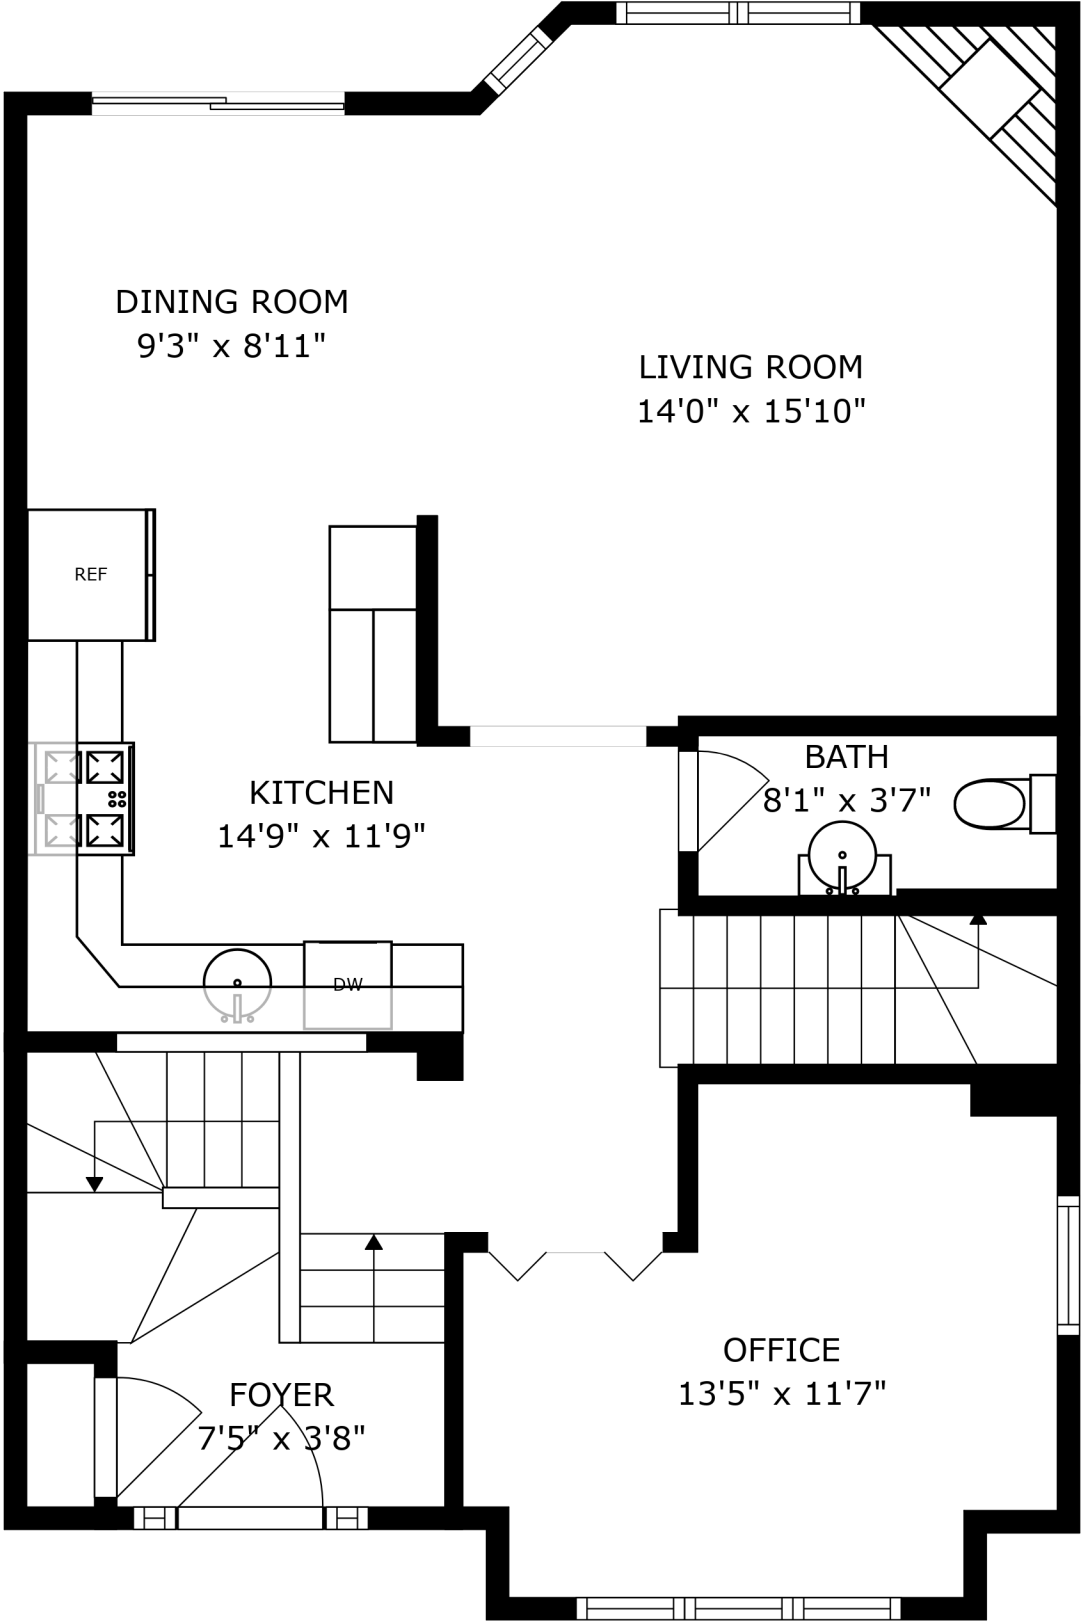 DINING ROOM
9'3" x 8'11"
LIVING ROOM
14'0" x 15'10"
REF
KITCHEN
14'9" x 11'9"
BATH
8'1" x 3'7"
DW
OFFICE
13'5" x 11'7"
FOYER
7'5" x 3'8"